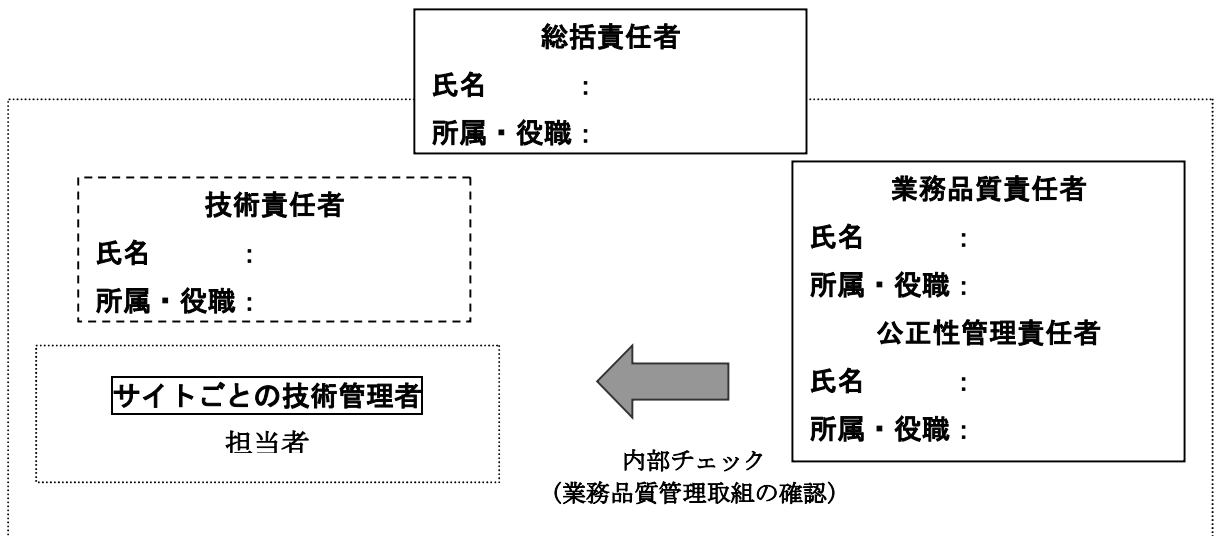 総括責任者
氏名　　　：
所属・役職：
技術責任者
氏名　　　：
所属・役職：
サイトごとの技術管理者
担当者
業務品質責任者
氏名　　　：
所属・役職：
公正性管理責任者
氏名　　　：
所属・役職：
内部チェック
（業務品質管理取組の確認）